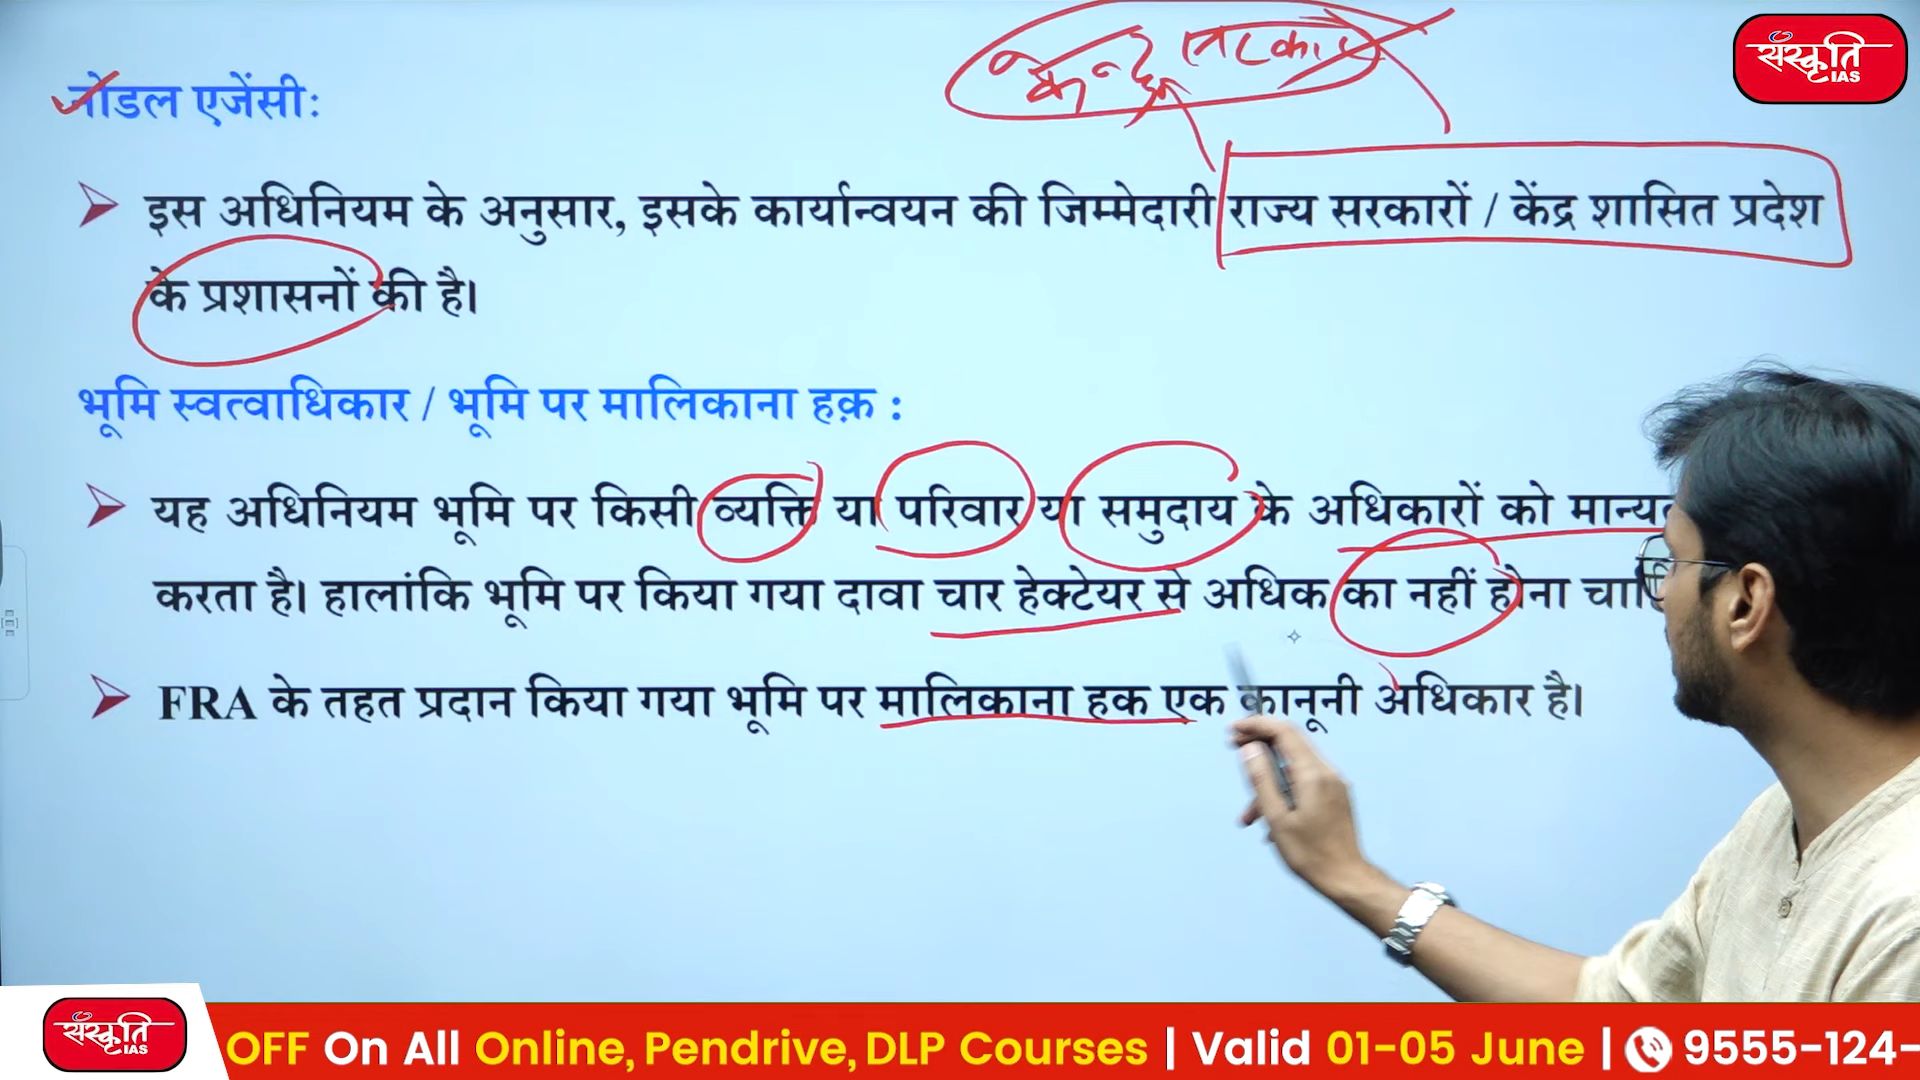 केन्द्र सरकार
संस्कृति
IAS
नोडल एजेंसी:
इस अधिनियम के अनुसार, इसके कार्यान्वयन की जिम्मेदारी राज्य सरकारों / केंद्र शासित प्रदेश
के प्रशासनों की है।
भूमि स्वत्वाधिकार / भूमि पर मालिकाना हक़ :
यह अधिनियम भूमि पर किसी व्यक्ति या परिवार या समुदाय के अधिकारों को
करता है। हालांकि भूमि पर किया गया दावा चार हेक्टेयर से अधिक का नहीं होना
FRA के तहत प्रदान किया गया भूमि पर मालिकाना हक एक कानूनी अधिकार है।
संस्कृति
IAS
OFF On All Online, Pendrive, DLP Courses | Valid 01-05 June | 9555-124-